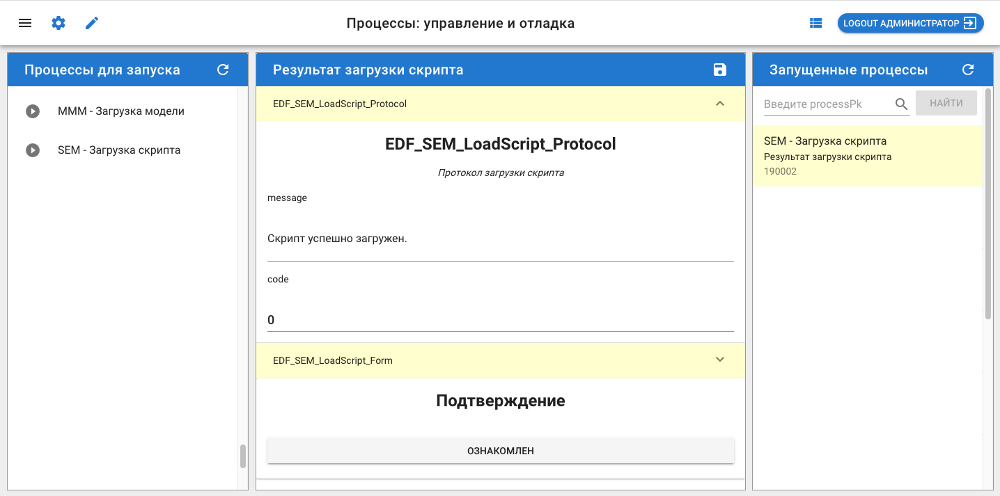 Процессы: управление и отладка
LOGOUT АДМИНИСТРАТОР
Процессы для запуска
МММ - Загрузка модели
SEM - Загрузка скрипта
Результат загрузки скрипта
EDF_SEM_LoadScript_Protocol
EDF_SEM_LoadScript_Protocol
Протокол загрузки скрипта
message
Скрипт успешно загружен.
code
0
EDF_SEM_LoadScript_Form
Подтверждение
ОЗНАКОМЛЕН
Запущенные процессы
Введите processPk
НАЙТИ
SEM - Загрузка скрипта
Результат загрузки скрипта
190002